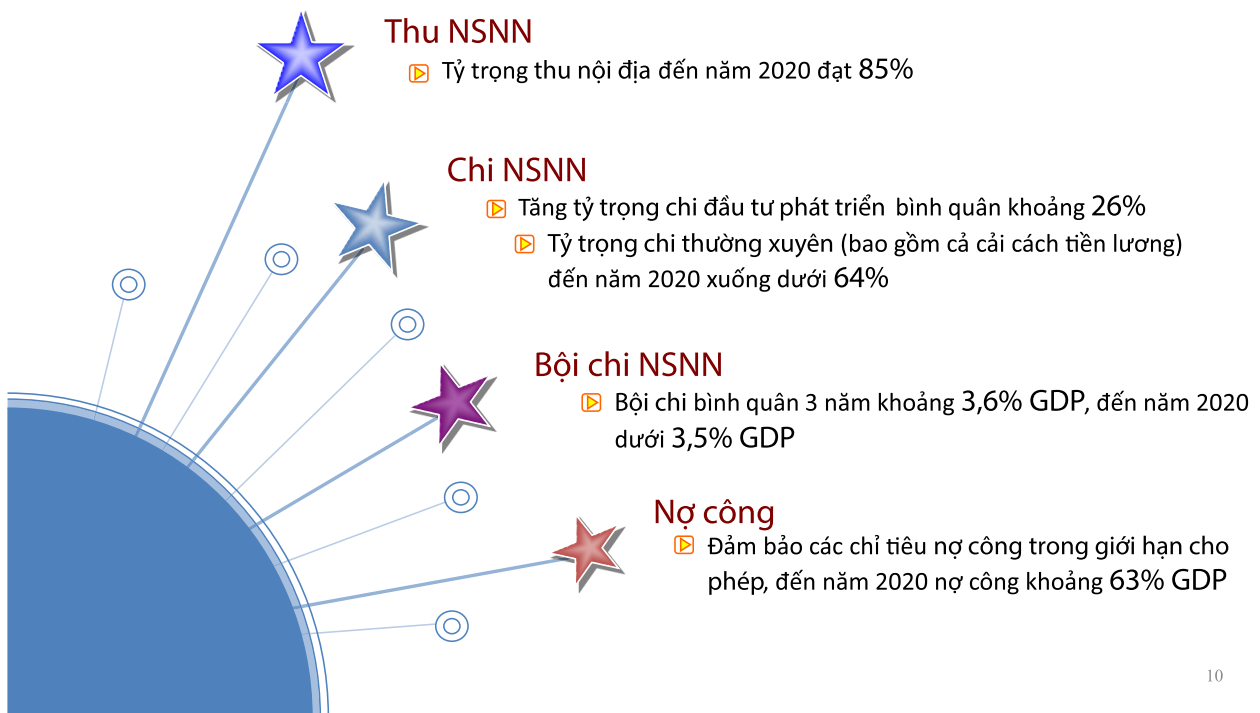 Thu NSNN
Tỷ trọng thu nội địa đến năm 2020 đạt 85%
Chi NSNN
Tăng tỷ trọng chi đầu tư phát triển bình quân khoảng 26%
Tỷ trọng chi thường xuyên (bao gồm cả cải cách tiền lương)
đến năm 2020 xuống dưới 64%
Bội chi NSNN
Bội chi bình quân 3 năm khoảng 3,6% GDP, đến năm 2020
dưới 3,5% GDP
Nợ công
Đảm bảo các chỉ tiêu nợ công trong giới hạn cho
phép, đến năm 2020 nợ công khoảng 63% GDP
10